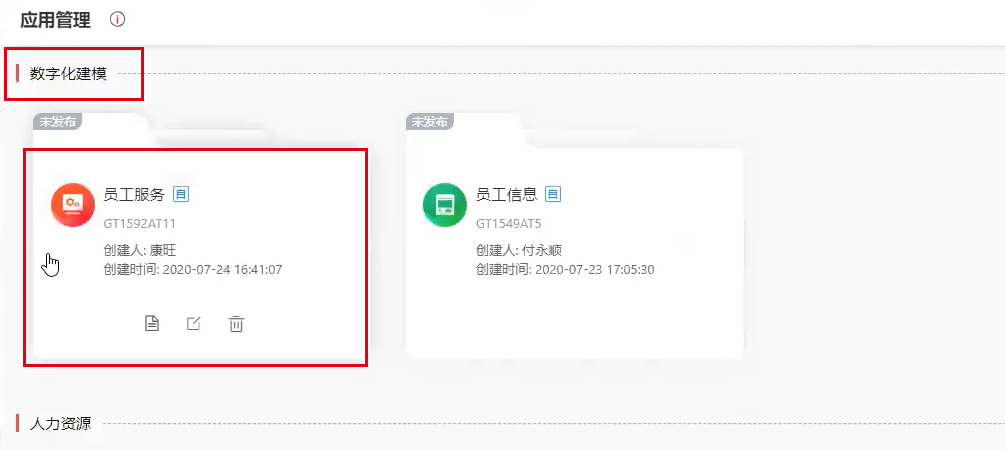 应用管理
数字化建模
未发布
员工服务 自
GT1592AT11
创建人: 康旺
创建时间: 2020-07-24 16:41:07
未发布
员工信息 自
GT1549AT5
创建人: 付永顺
创建时间: 2020-07-23 17:05:30
人力资源